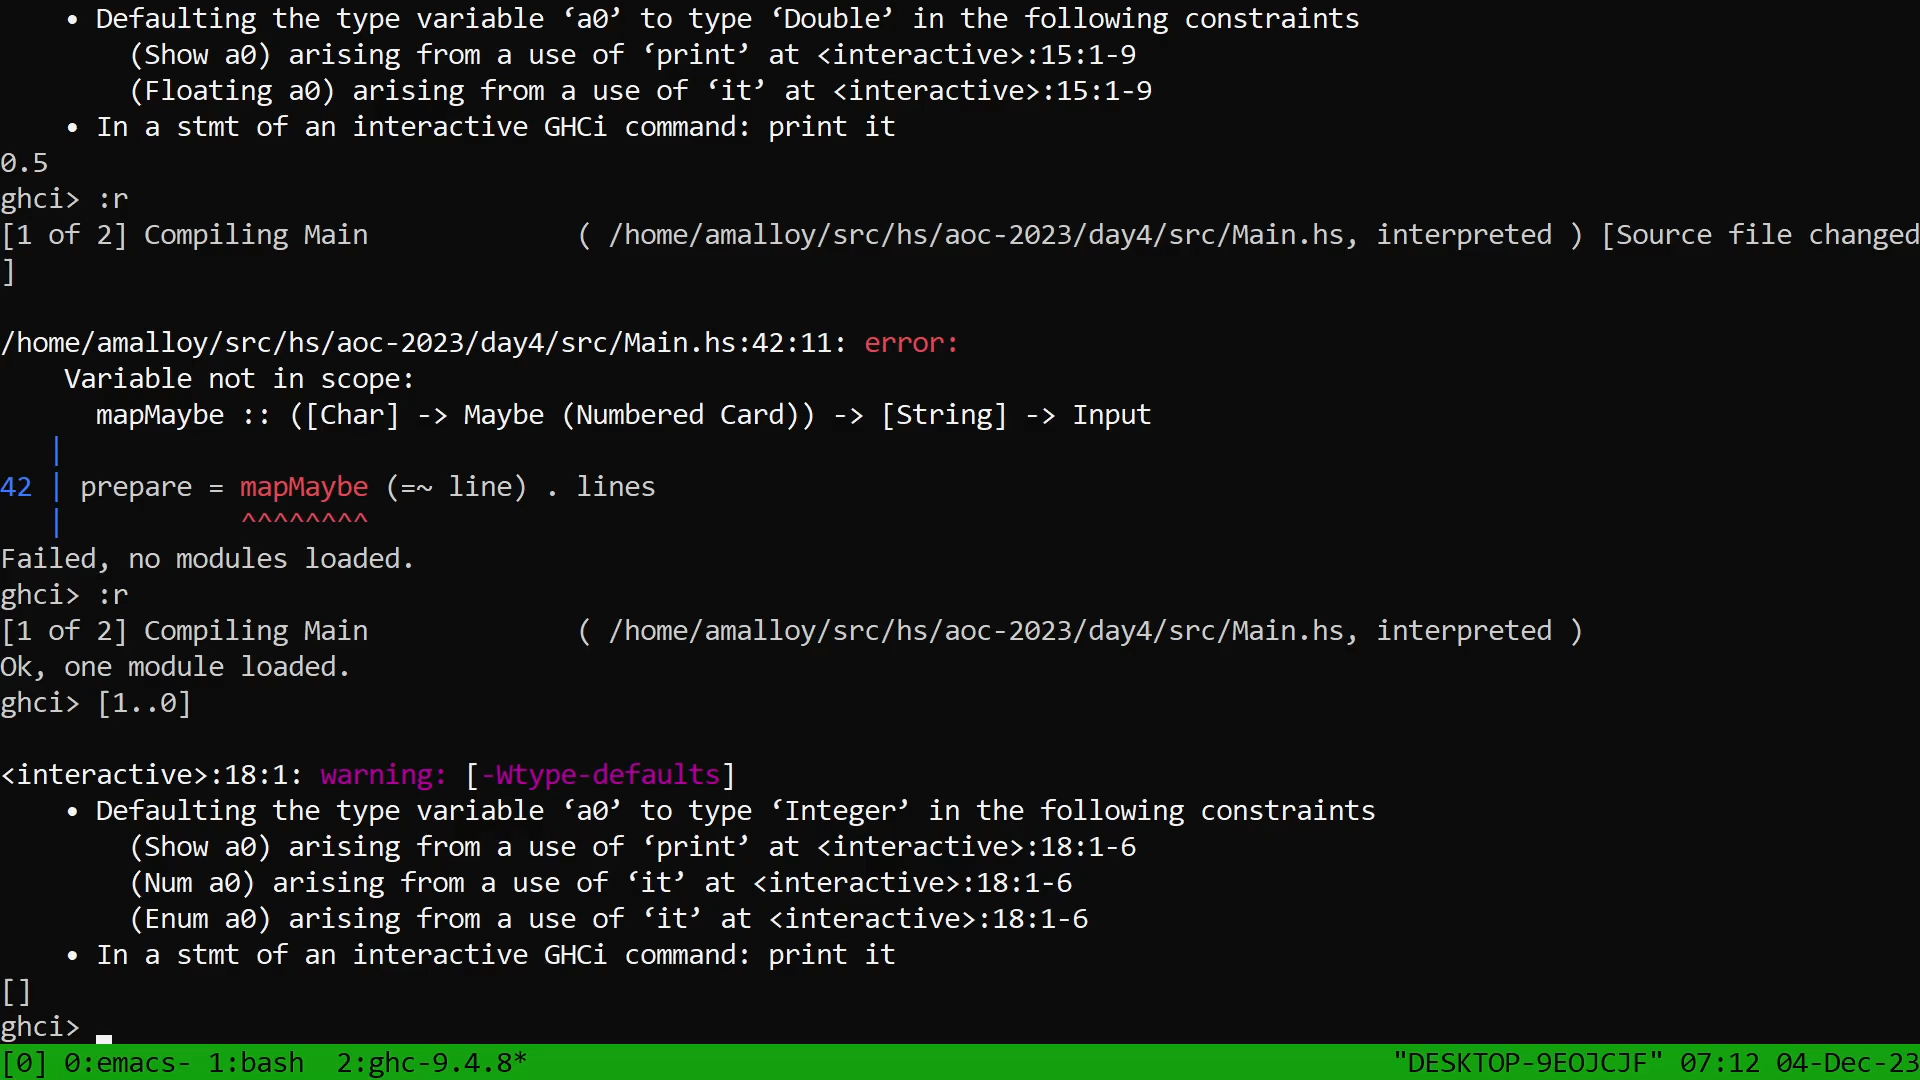 • Defaulting the type variable ‘a0’ to type ‘Double’ in the following constraints
        (Show a0) arising from a use of ‘print’ at <interactive>:15:1-9
        (Floating a0) arising from a use of ‘it’ at <interactive>:15:1-9
    • In a stmt of an interactive GHCi command: print it
0.5
ghci> :r
[1 of 2] Compiling Main             ( /home/amalloy/src/hs/aoc-2023/day4/src/Main.hs, interpreted ) [Source file changed
]

/home/amalloy/src/hs/aoc-2023/day4/src/Main.hs:42:11: error:
    Variable not in scope:
      mapMaybe :: ([Char] -> Maybe (Numbered Card)) -> [String] -> Input
   |
42 | prepare = mapMaybe (=~ line) . lines
   |           ^^^^^^^^
Failed, no modules loaded.
ghci> :r
[1 of 2] Compiling Main             ( /home/amalloy/src/hs/aoc-2023/day4/src/Main.hs, interpreted )
Ok, one module loaded.
ghci> [1..0]

<interactive>:18:1: warning: [-Wtype-defaults]
    • Defaulting the type variable ‘a0’ to type ‘Integer’ in the following constraints
        (Show a0) arising from a use of ‘print’ at <interactive>:18:1-6
        (Num a0) arising from a use of ‘it’ at <interactive>:18:1-6
        (Enum a0) arising from a use of ‘it’ at <interactive>:18:1-6
    • In a stmt of an interactive GHCi command: print it
[]
ghci>
[0] 0:emacs- 1:bash  2:ghc-9.4.8* "DESKTOP-9EOJCJF" 07:12 04-Dec-23